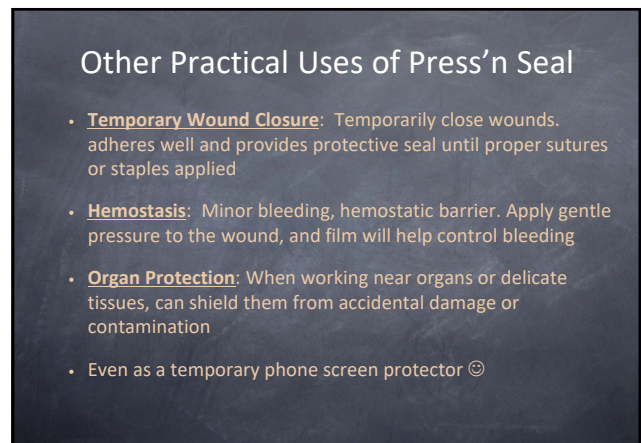 Other Practical Uses of Press’n Seal
• Temporary Wound Closure:  Temporarily close wounds.
adheres well and provides protective seal until proper sutures
or staples applied
• Hemostasis:  Minor bleeding, hemostatic barrier. Apply gentle
pressure to the wound, and film will help control bleeding
• Organ Protection: When working near organs or delicate
tissues, can shield them from accidental damage or
contamination
• Even as a temporary phone screen protector ☺